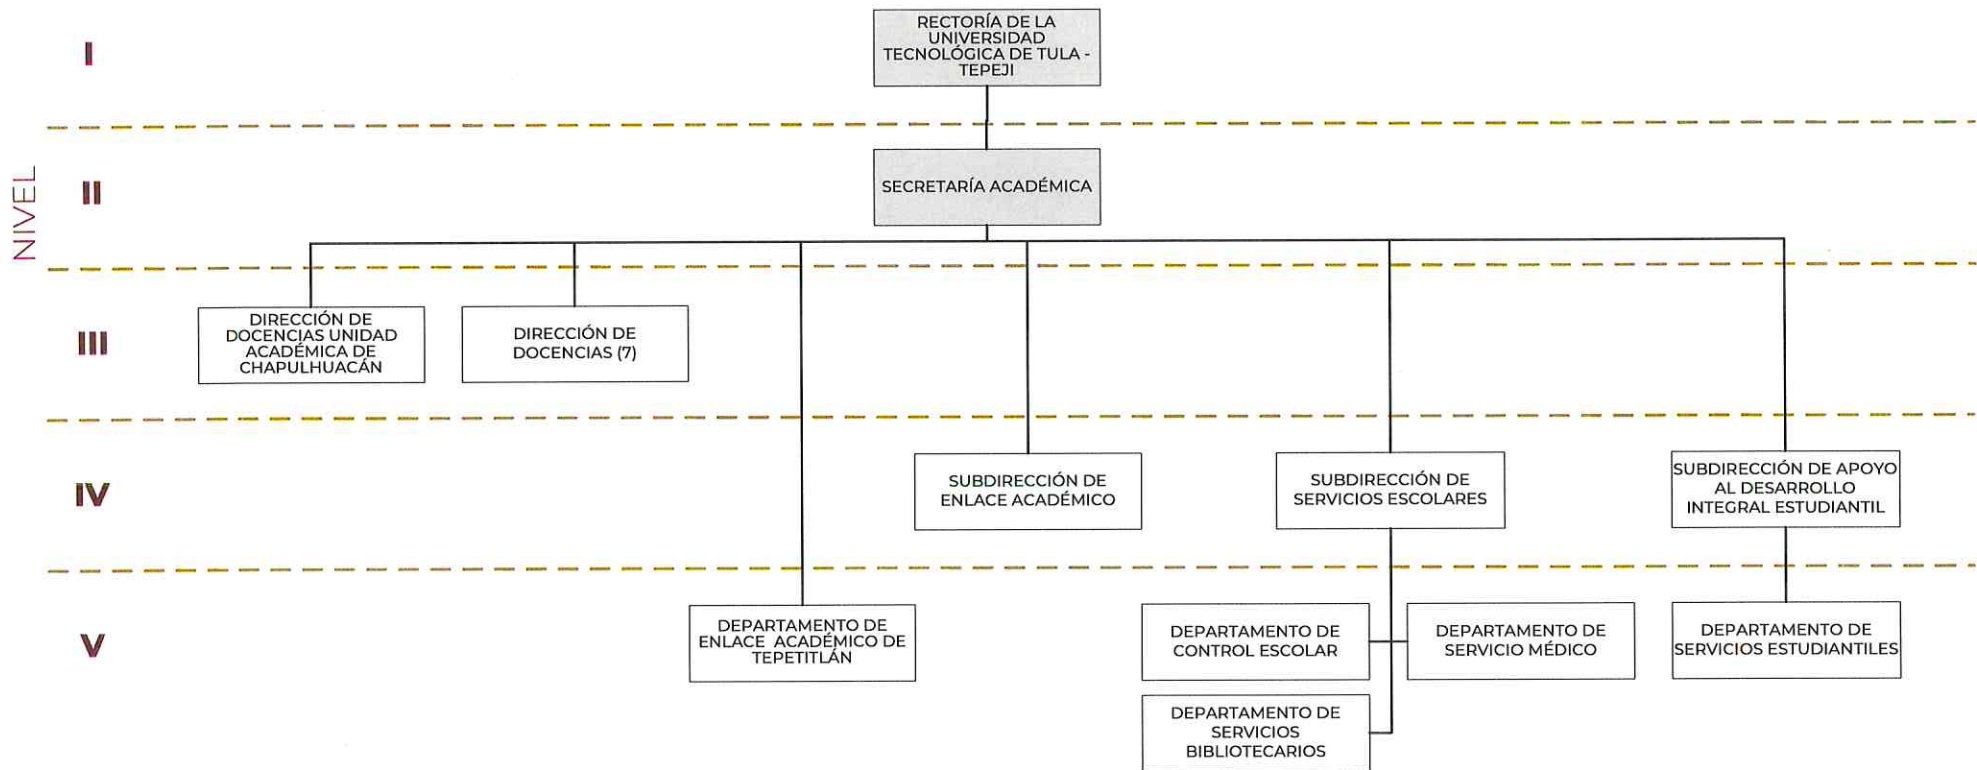 NIVEL
I
RECTORÍA DE LA
UNIVERSIDAD
TECNOLÓGICA DE TULA -
TEPEJI
II
SECRETARÍA ACADÉMICA
III
DIRECCIÓN DE
DOCENCIAS UNIDAD
ACADÉMICA DE
CHAPULHUACÁN
DIRECCIÓN DE
DOCENCIAS (7)
IV
SUBDIRECCIÓN DE
ENLACE ACADÉMICO
SUBDIRECCIÓN DE
SERVICIOS ESCOLARES
SUBDIRECCIÓN DE APOYO
AL DESARROLLO
INTEGRAL ESTUDIANTIL
V
DEPARTAMENTO DE
ENLACE  ACADÉMICO DE
TEPETITLÁN
DEPARTAMENTO DE
CONTROL ESCOLAR
DEPARTAMENTO DE
SERVICIO MÉDICO
DEPARTAMENTO DE
SERVICIOS ESTUDIANTILES
DEPARTAMENTO DE
SERVICIOS
BIBLIOTECARIOS